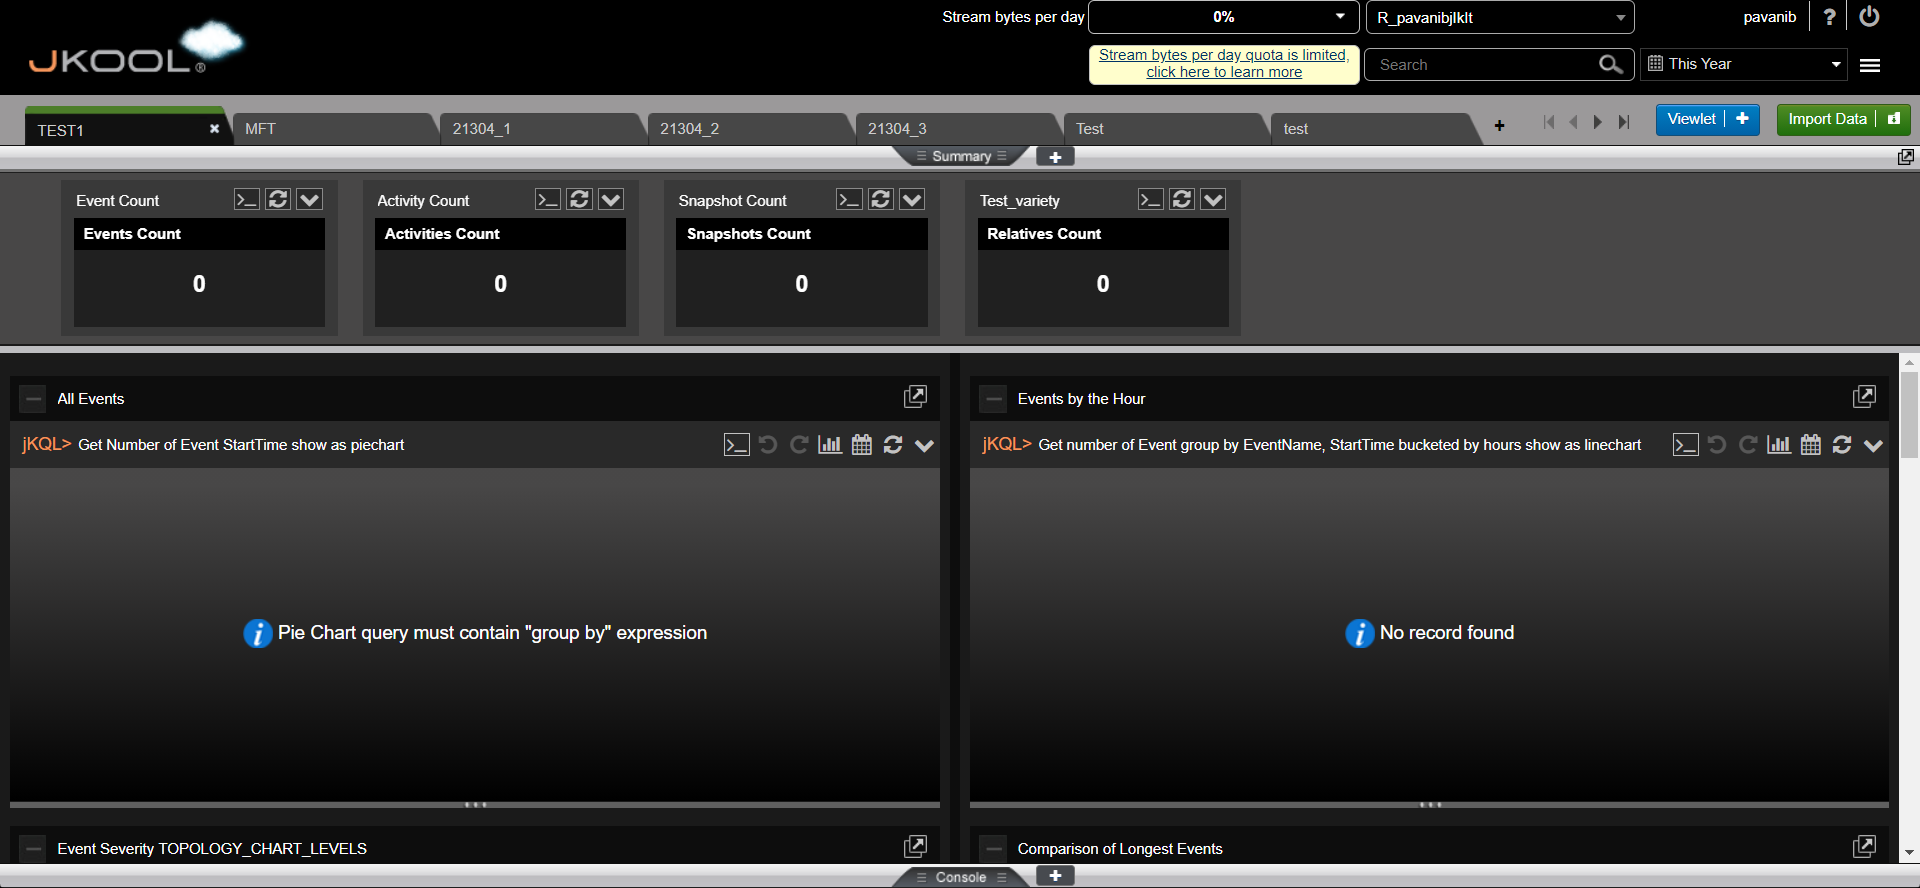 Stream bytes per day
0%
R_pavanibjlklt
pavanib
?
JKOOL®
Stream bytes per day quota is limited,
click here to learn more
Search
This Year
TEST1
MFT
21304_1
21304_2
21304_3
Test
test
Viewlet
Import Data
Summary
Event Count
Activity Count
Snapshot Count
Test_variety
Events Count
Activities Count
Snapshots Count
Relatives Count
0
0
0
0
All Events
jKQL> Get Number of Event StartTime show as piechart
Pie Chart query must contain "group by" expression
Events by the Hour
jKQL> Get number of Event group by EventName, StartTime bucketed by hours show as linechart
No record found
Event Severity TOPOLOGY_CHART_LEVELS
Comparison of Longest Events
Console